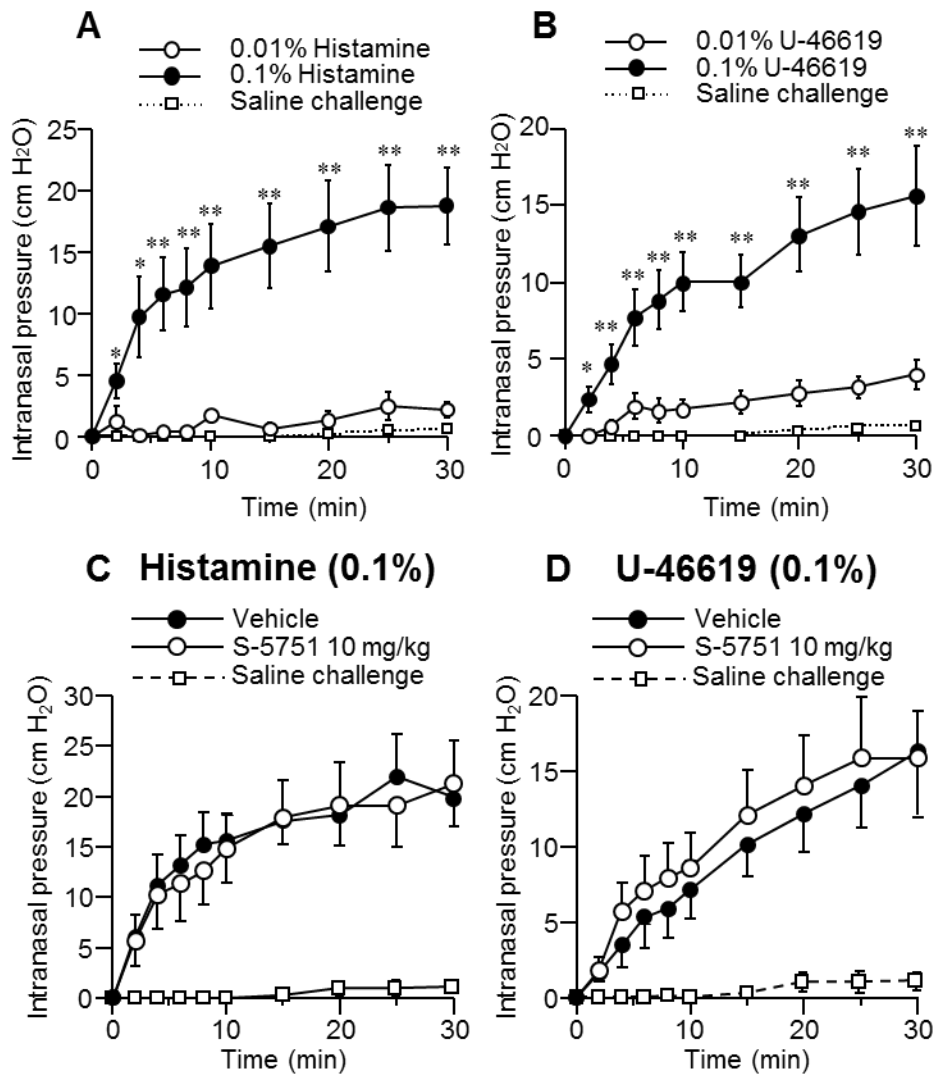 A
0.01% Histamine
0.1% Histamine
Saline challenge
Intranasal pressure (cm H2O)
25
20
15
10
5
0
* * ** ** ** ** ** ** **
0 10 20 30
Time (min)
B
0.01% U-46619
0.1% U-46619
Saline challenge
Intranasal pressure (cm H2O)
20
15
10
5
0
* ** ** ** ** ** ** ** **
0 10 20 30
Time (min)
C Histamine (0.1%)
Vehicle
S-5751 10 mg/kg
Saline challenge
Intranasal pressure (cm H2O)
30
25
20
15
10
5
0
0 10 20 30
Time (min)
D U-46619 (0.1%)
Vehicle
S-5751 10 mg/kg
Saline challenge
Intranasal pressure (cm H2O)
20
15
10
5
0
0 10 20 30
Time (min)